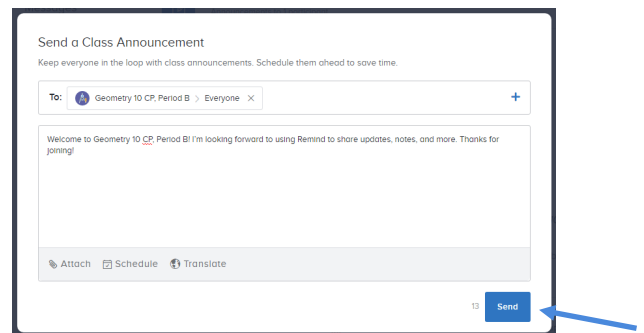 Send a Class Announcement
Keep everyone in the loop with class announcements. Schedule them ahead to save time.
To: Geometry 10 CP, Period B > Everyone ×
+
Welcome to Geometry 10 CP, Period B! I'm looking forward to using Remind to share updates, notes, and more. Thanks for
joining!
Attach Schedule Translate
13 Send